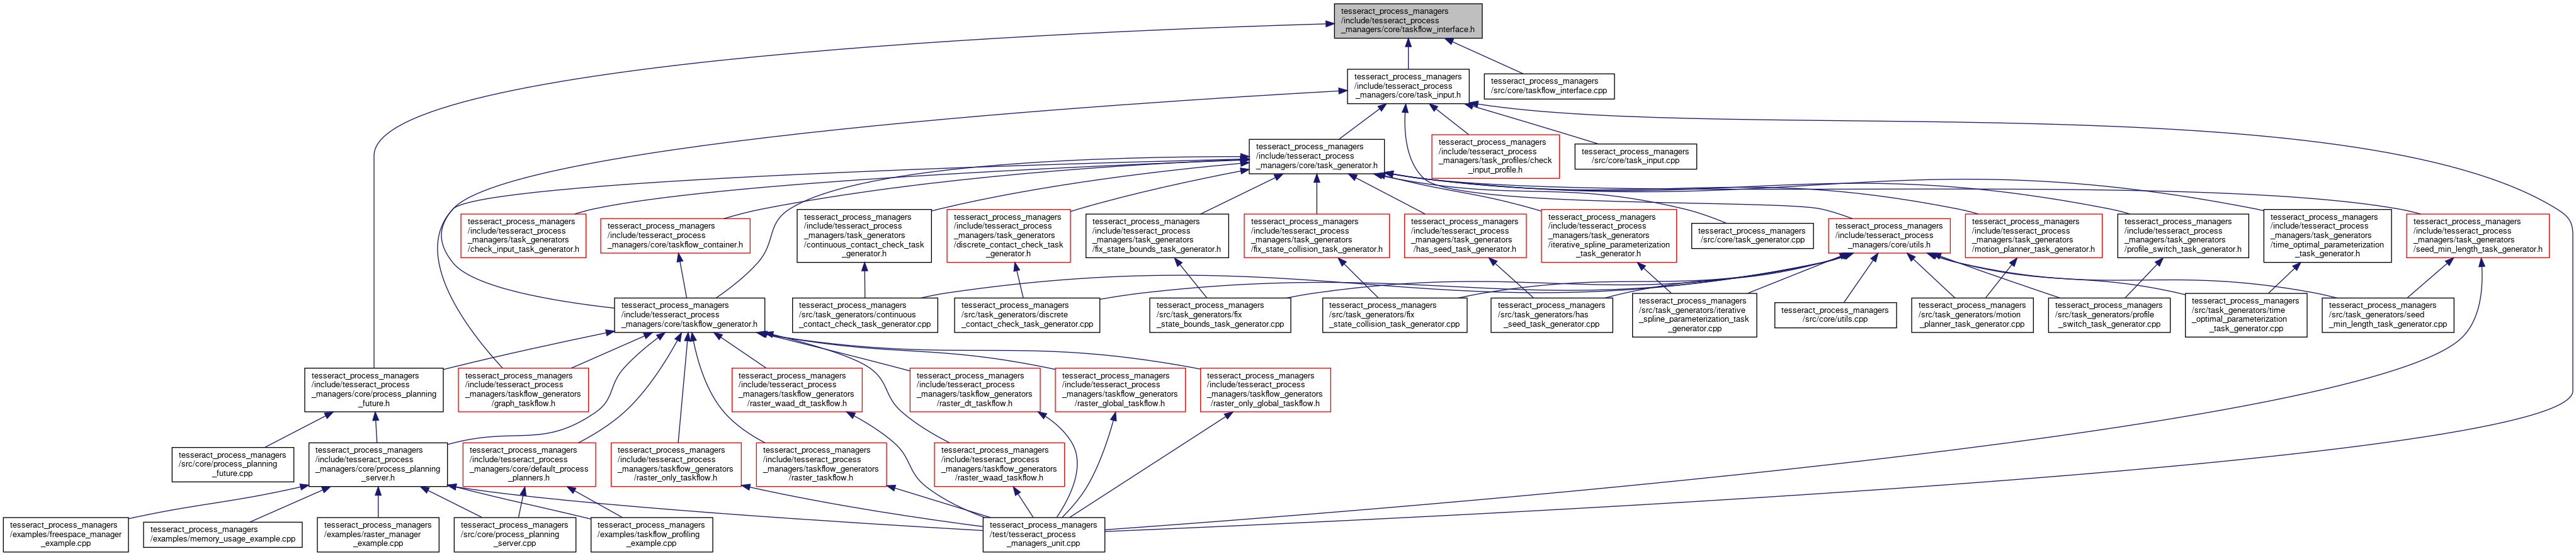 tesseract_process_managers
/include/tesseract_process
_managers/core/taskflow_interface.h
tesseract_process_managers
/include/tesseract_process
_managers/core/task_input.h
tesseract_process_managers
/src/core/taskflow_interface.cpp
tesseract_process_managers
/include/tesseract_process
_managers/core/task_generator.h
tesseract_process_managers
/include/tesseract_process
_managers/task_profiles/check
_input_profile.h
tesseract_process_managers
/src/core/task_input.cpp
tesseract_process_managers
/include/tesseract_process
_managers/task_generators
/check_input_task_generator.h
tesseract_process_managers
/include/tesseract_process
_managers/core/taskflow_container.h
tesseract_process_managers
/include/tesseract_process
_managers/task_generators
/continuous_contact_check_task
_generator.h
tesseract_process_managers
/include/tesseract_process
_managers/task_generators
/discrete_contact_check_task
_generator.h
tesseract_process_managers
/include/tesseract_process
_managers/task_generators
/fix_state_bounds_task_generator.h
tesseract_process_managers
/include/tesseract_process
_managers/task_generators
/fix_state_collision_task_generator.h
tesseract_process_managers
/include/tesseract_process
_managers/task_generators
/has_seed_task_generator.h
tesseract_process_managers
/include/tesseract_process
_managers/task_generators
/iterative_spline_parameterization
_task_generator.h
tesseract_process_managers
/src/core/task_generator.cpp
tesseract_process_managers
/include/tesseract_process
_managers/core/utils.h
tesseract_process_managers
/include/tesseract_process
_managers/task_generators
/motion_planner_task_generator.h
tesseract_process_managers
/include/tesseract_process
_managers/task_generators
/profile_switch_task_generator.h
tesseract_process_managers
/include/tesseract_process
_managers/task_generators
/time_optimal_parameterization
_task_generator.h
tesseract_process_managers
/include/tesseract_process
_managers/task_generators
/seed_min_length_task_generator.h
tesseract_process_managers
/include/tesseract_process
_managers/core/taskflow_generator.h
tesseract_process_managers
/src/task_generators/continuous
_contact_check_task_generator.cpp
tesseract_process_managers
/src/task_generators/discrete
_contact_check_task_generator.cpp
tesseract_process_managers
/src/task_generators/fix
_state_bounds_task_generator.cpp
tesseract_process_managers
/src/task_generators/fix
_state_collision_task_generator.cpp
tesseract_process_managers
/src/task_generators/has
_seed_task_generator.cpp
tesseract_process_managers
/src/task_generators/iterative
_spline_parameterization_task
_generator.cpp
tesseract_process_managers
/src/core/utils.cpp
tesseract_process_managers
/src/task_generators/motion
_planner_task_generator.cpp
tesseract_process_managers
/src/task_generators/profile
_switch_task_generator.cpp
tesseract_process_managers
/src/task_generators/time
_optimal_parameterization
_task_generator.cpp
tesseract_process_managers
/src/task_generators/seed
_min_length_task_generator.cpp
tesseract_process_managers
/include/tesseract_process
_managers/core/process_planning
_future.h
tesseract_process_managers
/include/tesseract_process
_managers/taskflow_generators
/graph_taskflow.h
tesseract_process_managers
/include/tesseract_process
_managers/taskflow_generators
/raster_waad_dt_taskflow.h
tesseract_process_managers
/include/tesseract_process
_managers/taskflow_generators
/raster_dt_taskflow.h
tesseract_process_managers
/include/tesseract_process
_managers/taskflow_generators
/raster_global_taskflow.h
tesseract_process_managers
/include/tesseract_process
_managers/taskflow_generators
/raster_only_global_taskflow.h
tesseract_process_managers
/src/core/process_planning
_future.cpp
tesseract_process_managers
/include/tesseract_process
_managers/core/process_planning
_server.h
tesseract_process_managers
/include/tesseract_process
_managers/core/default_process
_planners.h
tesseract_process_managers
/include/tesseract_process
_managers/taskflow_generators
/raster_only_taskflow.h
tesseract_process_managers
/include/tesseract_process
_managers/taskflow_generators
/raster_taskflow.h
tesseract_process_managers
/include/tesseract_process
_managers/taskflow_generators
/raster_waad_taskflow.h
tesseract_process_managers
/examples/freespace_manager
_example.cpp
tesseract_process_managers
/examples/memory_usage_example.cpp
tesseract_process_managers
/examples/raster_manager
_example.cpp
tesseract_process_managers
/src/core/process_planning
_server.cpp
tesseract_process_managers
/examples/taskflow_profiling
_example.cpp
tesseract_process_managers
/test/tesseract_process
_managers_unit.cpp